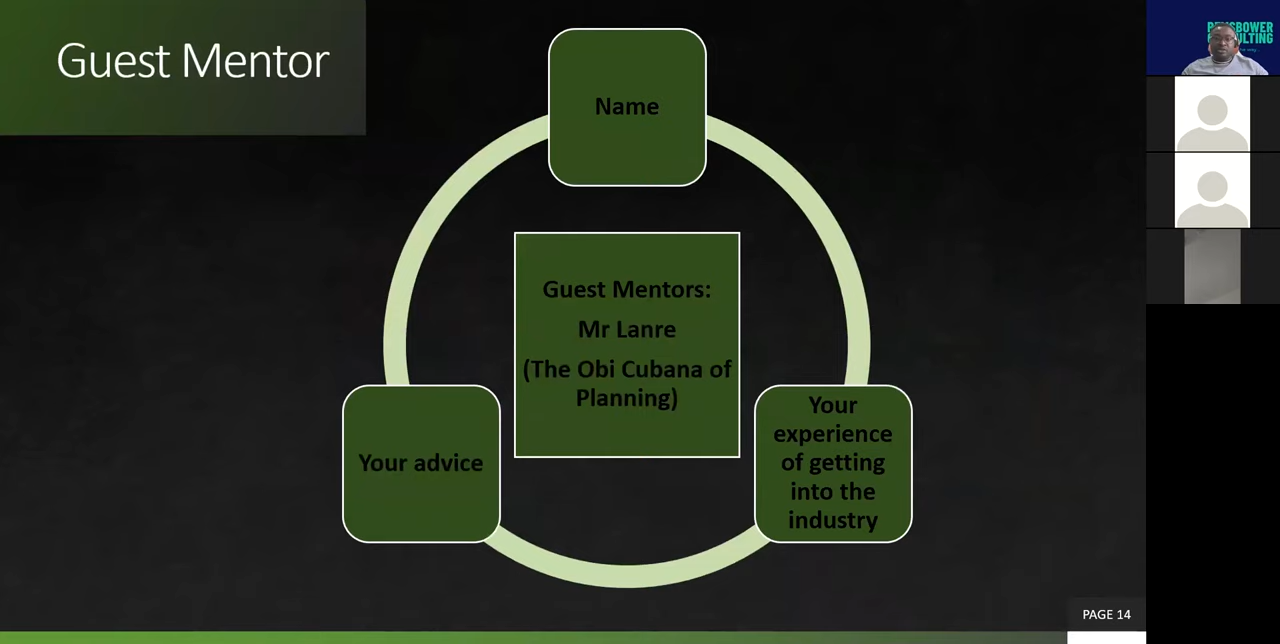 Guest Mentor
Name
Guest Mentors:
Mr Lanre
(The Obi Cubana of
Planning)
Your advice
Your
experience
of getting
into the
industry
PAGE 14